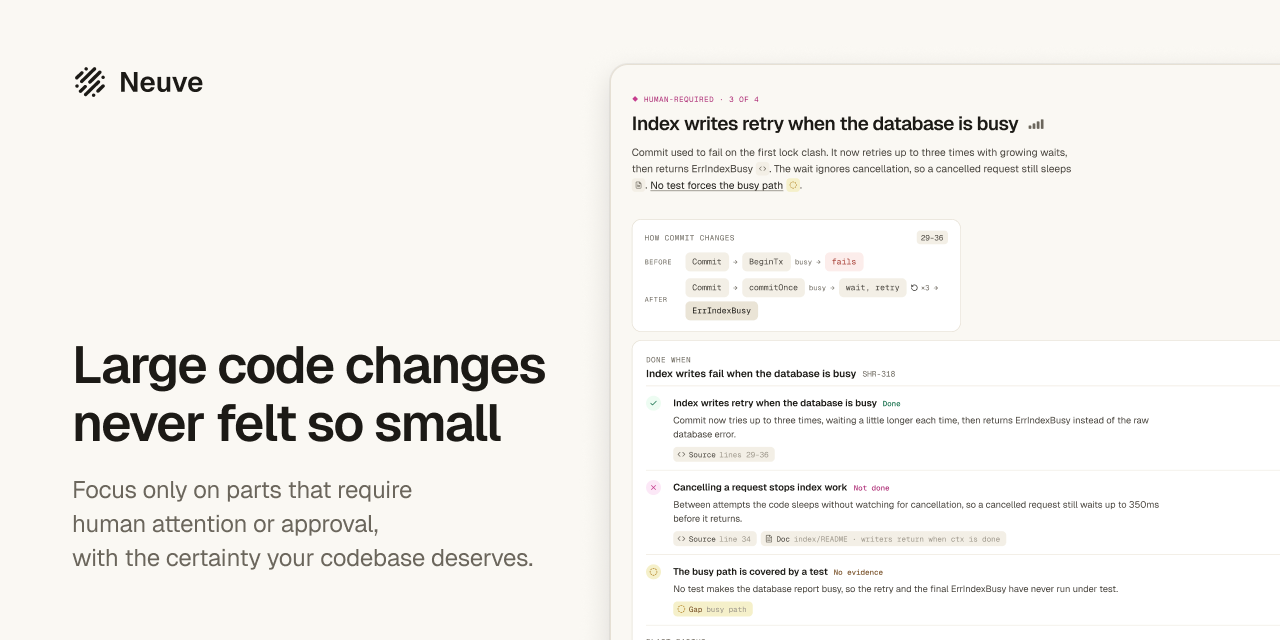 Neuve
Large code changes
never felt so small
Focus only on parts that require
human attention or approval,
with the certainty your codebase deserves.
HUMAN-REQUIRED · 3 OF 4
Index writes retry when the database is busy
Commit used to fail on the first lock clash. It now retries up to three times with growing waits,
then returns ErrIndexBusy <>. The wait ignores cancellation, so a cancelled request still sleeps
. No test forces the busy path .
HOW COMMIT CHANGES 29–36
BEFORE Commit → BeginTx busy → fails
AFTER Commit → commitOnce busy → wait, retry ×3 →
ErrIndexBusy
DONE WHEN
Index writes fail when the database is busy SHR-318
Index writes retry when the database is busy Done
Commit now tries up to three times, waiting a little longer each time, then returns ErrIndexBusy instead of the raw
database error.
<> Source lines 29-36
Cancelling a request stops index work Not done
Between attempts the code sleeps without watching for cancellation, so a cancelled request still waits up to 350ms
before it returns.
<> Source line 34 Doc index/README · writers return when ctx is done
The busy path is covered by a test No evidence
No test makes the database report busy, so the retry and the final ErrIndexBusy have never run under test.
Gap busy path